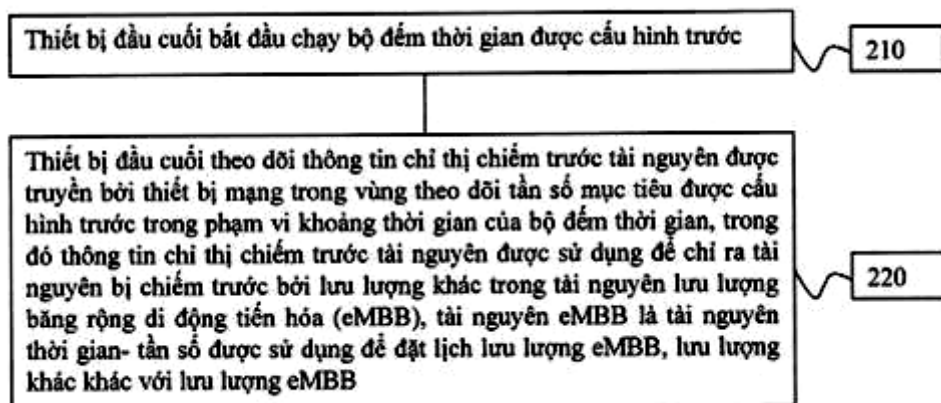 Thiết bị đầu cuối bắt đầu chạy bộ đếm thời gian được cấu hình trước
210
Thiết bị đầu cuối theo dõi thông tin chỉ thị chiếm trước tài nguyên được
truyền bởi thiết bị mạng trong vùng theo dõi tần số mục tiêu được cấu
hình trước trong phạm vi khoảng thời gian của bộ đếm thời gian, trong
đó thông tin chỉ thị chiếm trước tài nguyên được sử dụng để chỉ ra tài
nguyên bị chiếm trước bởi lưu lượng khác trong tài nguyên lưu lượng
băng rộng di động tiến hóa (eMBB), tài nguyên eMBB là tài nguyên
thời gian- tần số được sử dụng để đặt lịch lưu lượng eMBB, lưu lượng
khác khác với lưu lượng eMBB
220